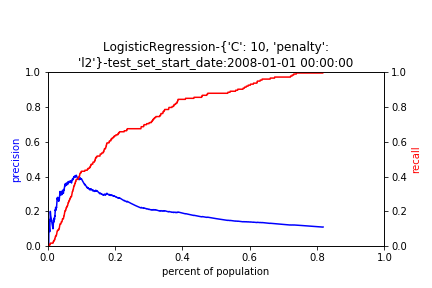 LogisticRegression-{'C': 10, 'penalty':
'l2'}-test_set_start_date:2008-01-01 00:00:00
1.0
0.8
0.6
0.4
0.2
0.0
precision
0.0 0.2 0.4 0.6 0.8 1.0
percent of population
1.0
0.8
0.6
0.4
0.2
0.0
recall